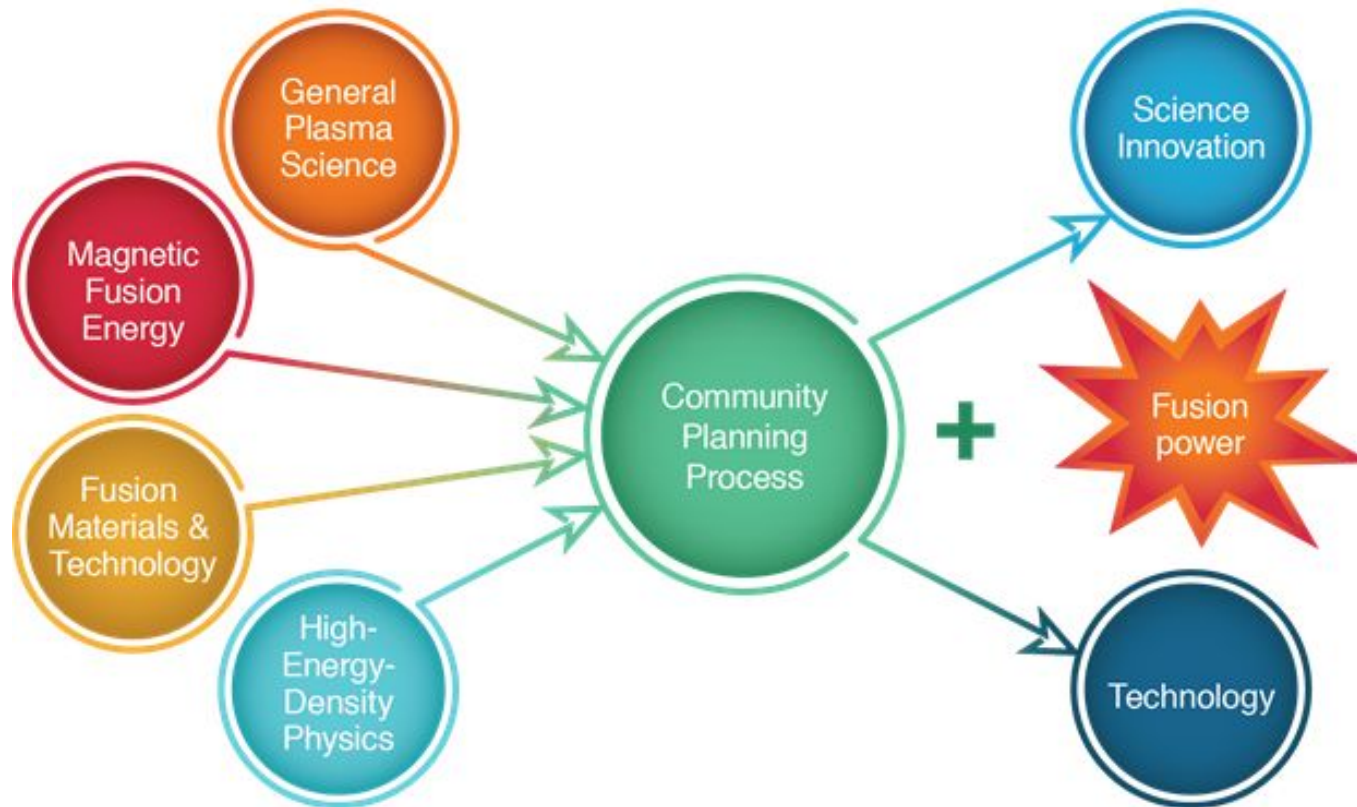 General
Plasma
Science
Magnetic
Fusion
Energy
Fusion
Materials &
Technology
High-
Energy-
Density
Physics
Community
Planning
Process
+
Science
Innovation
Fusion
power
Technology